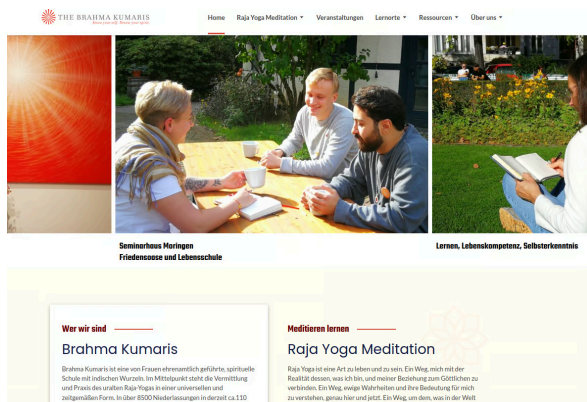 THE BRAHMA KUMARIS
Home Raja Yoga Meditation Veranstaltungen Lernorte Ressourcen Über uns
Seminarhaus Moringen
Friedensoase und Lebensschule
Lernen, Lebenskompetenz, Selbsterkenntnis
Wer wir sind
Brahma Kumaris
Brahma Kumaris ist eine von Frauen ehrenamtlich geführte, spirituelle
Schule mit indischen Wurzeln. Im Mittelpunkt steht die Vermittlung
und Praxis des uralten Raja-Yogas in einer universellen und
zeitgemäßen Form. In über 8500 Niederlassungen in derzeit ca.110
Meditieren lernen
Raja Yoga Meditation
Raja Yoga ist eine Art zu leben und zu sein. Ein Weg, mich mit der
Realität dessen, was ich bin, und meiner Beziehung zum Göttlichen zu
verbinden. Ein Weg, ewige Wahrheiten und ihre Bedeutung für mich
zu verstehen, genau hier und jetzt. Ein Weg, um dem, was in der Welt